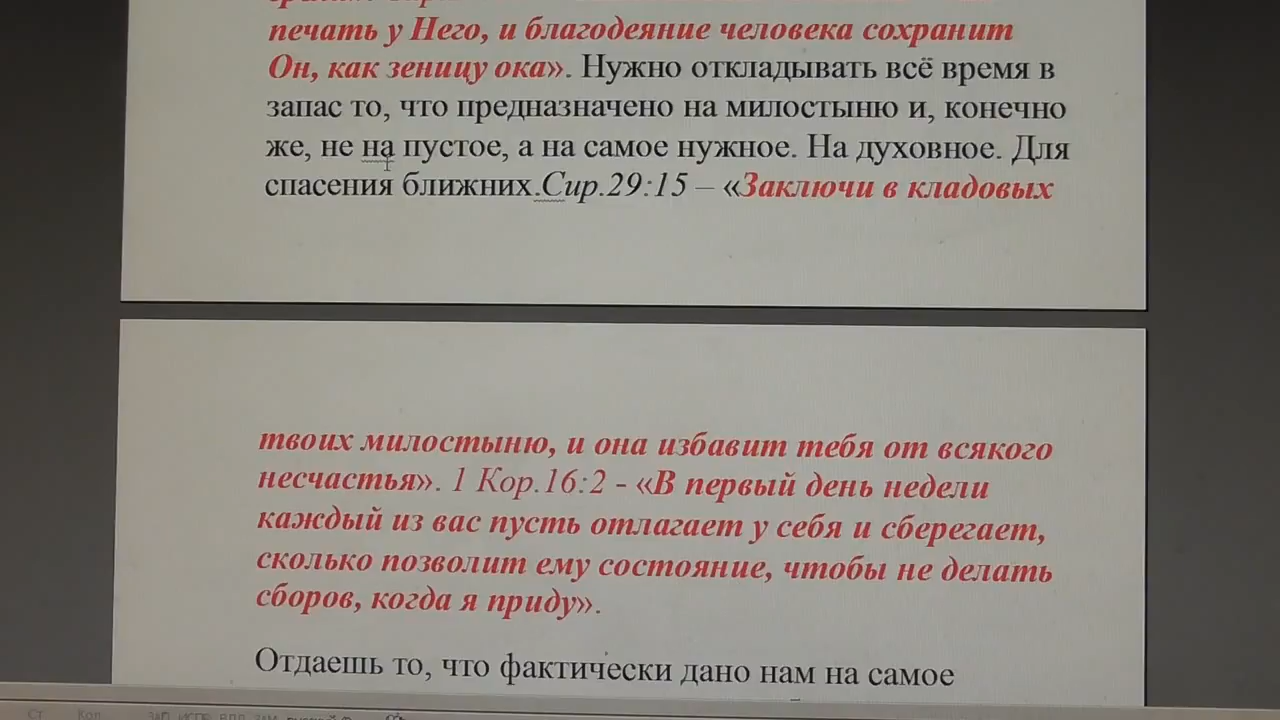 печать у Него, и благодеяние человека сохранит
Он, как зеницу ока». Нужно откладывать всё время в
запас то, что предназначено на милостыню и, конечно
же, не на пустое, а на самое нужное. На духовное. Для
спасения ближних.Сир.29:15 – «Заключи в кладовых
твоих милостыню, и она избавит тебя от всякого
несчастья». 1 Кор.16:2 - «В первый день недели
каждый из вас пусть отлагает у себя и сберегает,
сколько позволит ему состояние, чтобы не делать
сборов, когда я приду».
Отдаешь то, что фактически дано нам на самое